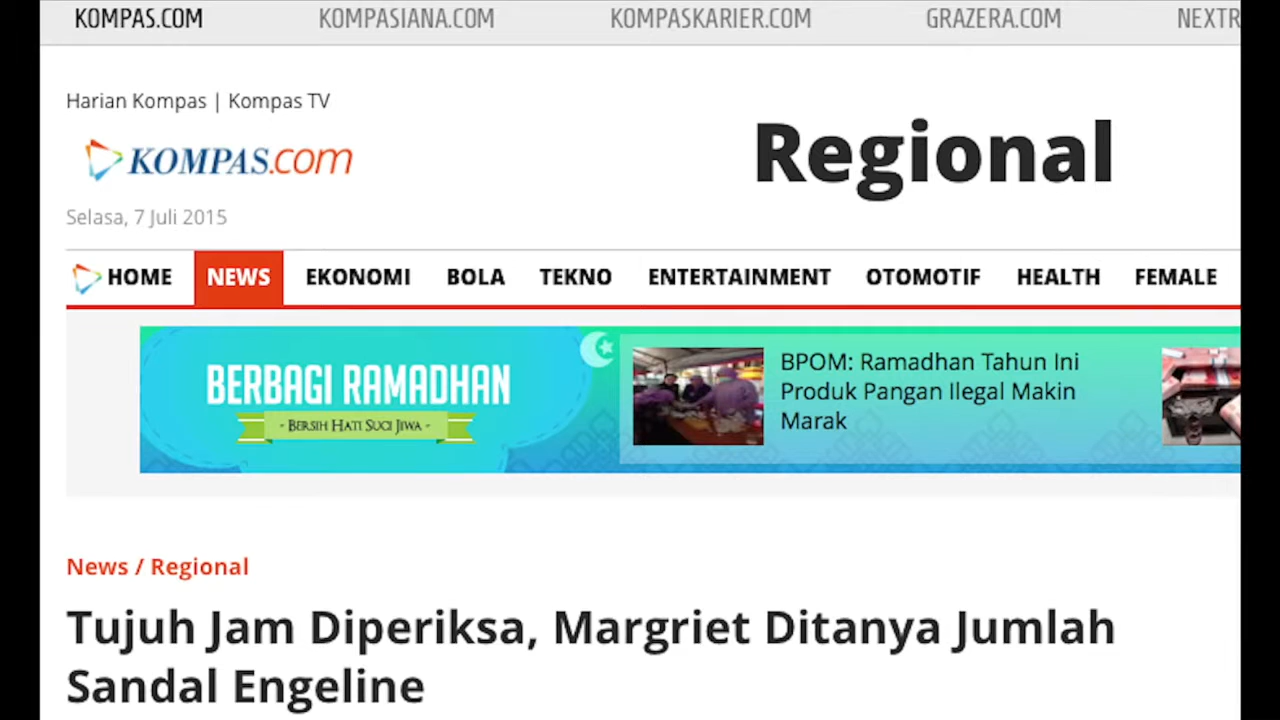 KOMPAS.COM KOMPASIANA.COM KOMPASKARIER.COM GRAZERA.COM NEXTR
Harian Kompas | Kompas TV
KOMPAS.com
Regional
Selasa, 7 Juli 2015
HOME NEWS EKONOMI BOLA TEKNO ENTERTAINMENT OTOMOTIF HEALTH FEMALE
BERBAGI RAMADHAN
- BERSIH HATI SUCI JIWA -
BPOM: Ramadhan Tahun Ini
Produk Pangan Ilegal Makin
Marak
News / Regional
Tujuh Jam Diperiksa, Margriet Ditanya Jumlah
Sandal Engeline